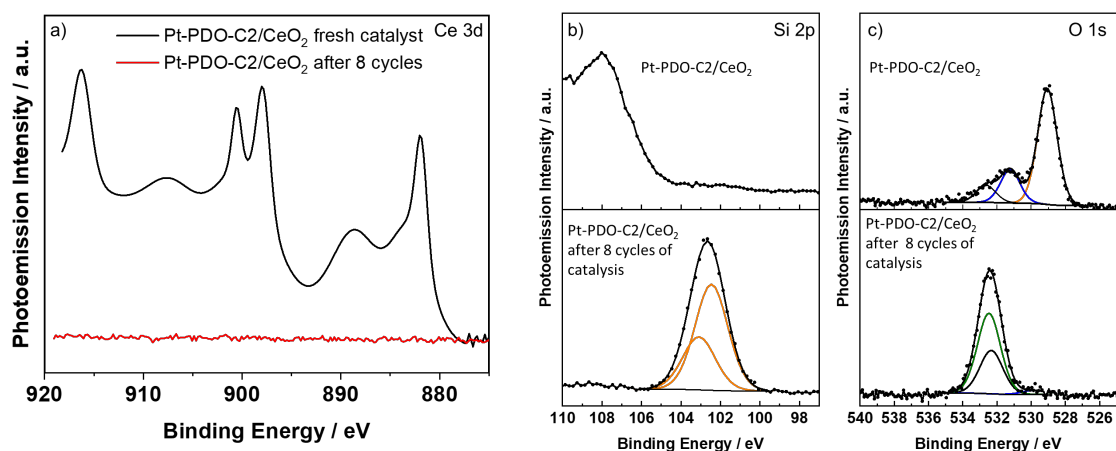 a)
Ce 3d
Pt-PDO-C2/CeO₂ fresh catalyst
Pt-PDO-C2/CeO₂ after 8 cycles
Photoemission Intensity / a.u.
920 910 900 890 880
Binding Energy / eV
b)
Si 2p
Pt-PDO-C2/CeO₂
Pt-PDO-C2/CeO₂
after 8 cycles of
catalysis
Photoemission Intensity / a.u.
110 108 106 104 102 100 98
Binding Energy / eV
c)
O 1s
Pt-PDO-C2/CeO₂
Pt-PDO-C2/CeO₂
after 8 cycles of
catalysis
Photoemission Intensity / a.u.
540 538 536 534 532 530 528 526
Binding Energy / eV